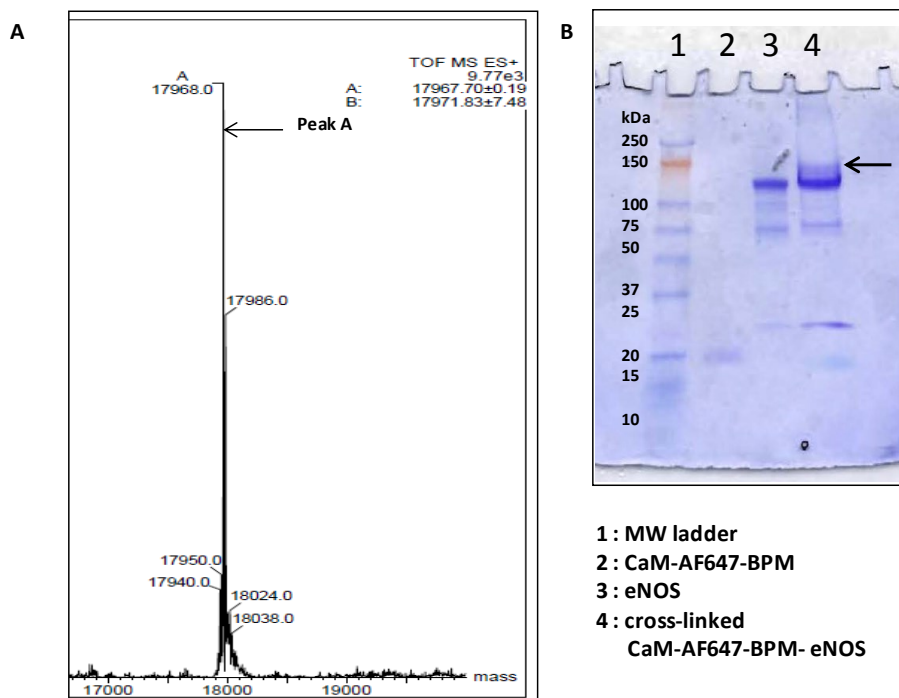 A
TOF MS ES+
9.77e3
A: 17967.70±0.19
B: 17971.83±7.48
A
17968.0
Peak A
17986.0
17950.0
17940.0
18024.0
18038.0
17000 18000 19000 mass
B
1 2 3 4
kDa
250
150
100
75
50
37
25
20
15
10
1 : MW ladder
2 : CaM-AF647-BPM
3 : eNOS
4 : cross-linked
CaM-AF647-BPM- eNOS